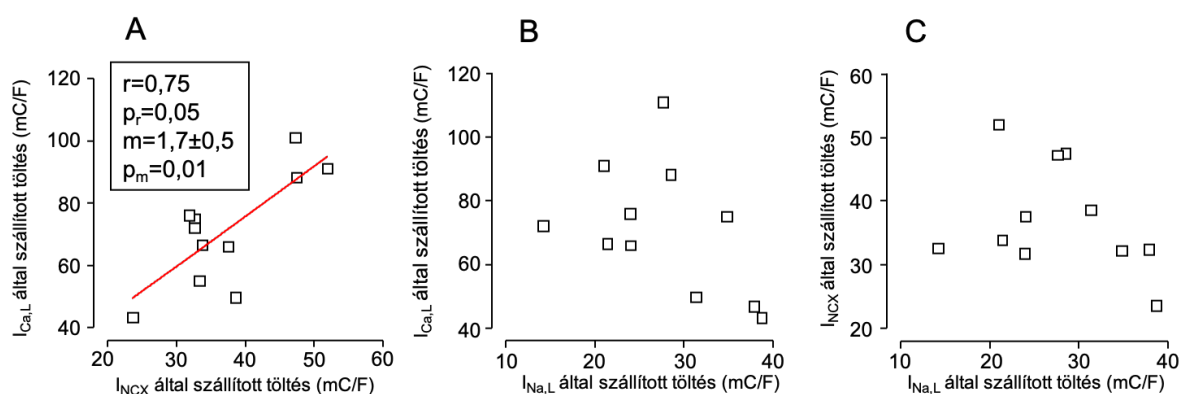 A
r=0,75
pr=0,05
m=1,7±0,5
pm=0,01
ICa,L által szállított töltés (mC/F)
120
100
80
60
40
20 30 40 50 60
INCX által szállított töltés (mC/F)
B
ICa,L által szállított töltés (mC/F)
120
100
80
60
40
10 20 30 40
INa,L által szállított töltés (mC/F)
C
INCX által szállított töltés (mC/F)
60
50
40
30
20
10 20 30 40
INa,L által szállított töltés (mC/F)